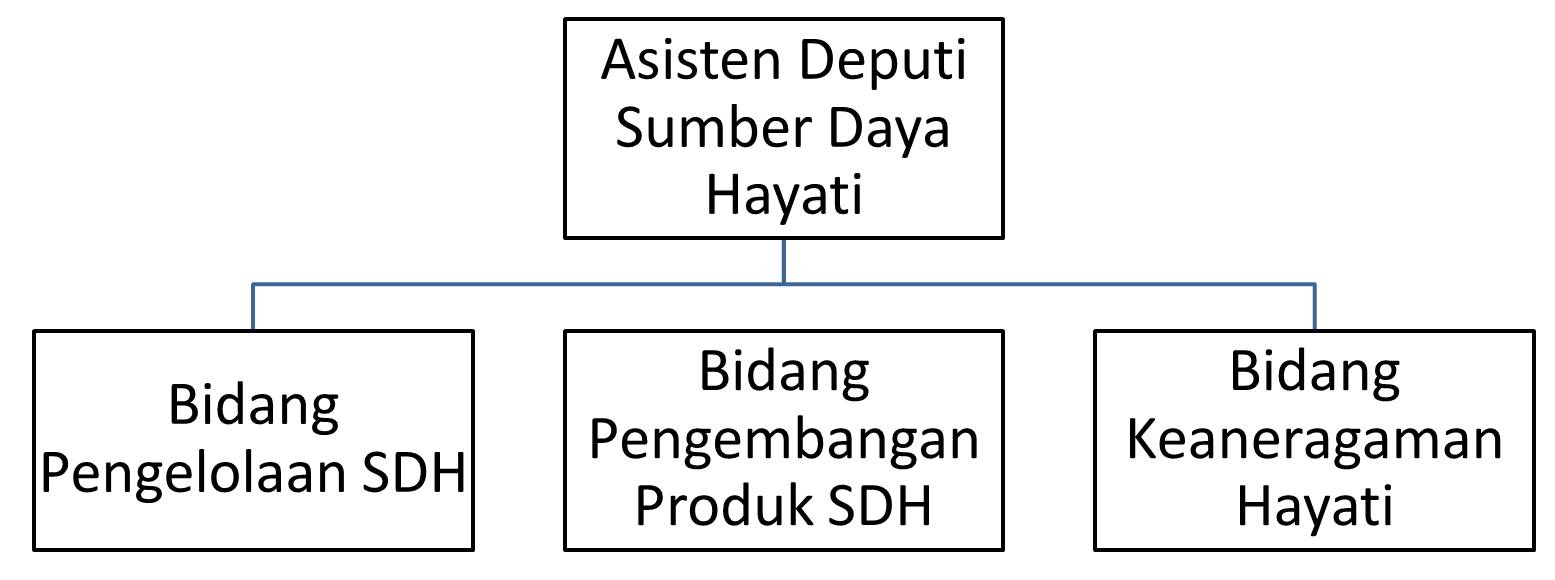 Asisten Deputi
Sumber Daya
Hayati
Bidang
Pengelolaan SDH
Bidang
Pengembangan
Produk SDH
Bidang
Keaneragaman
Hayati